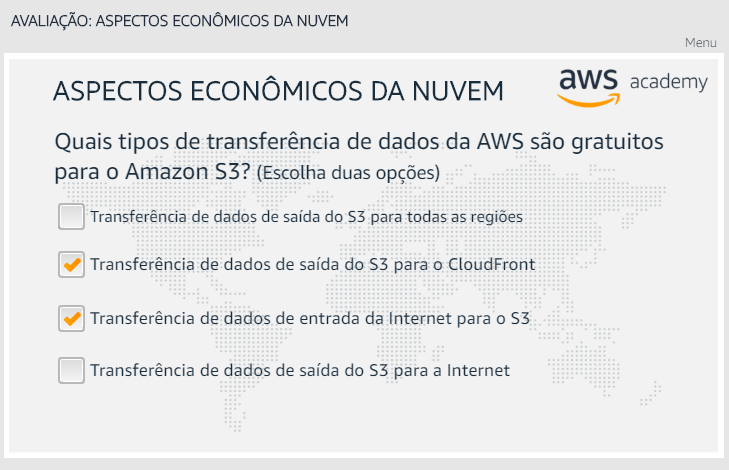 AVALIAÇÃO: ASPECTOS ECONÔMICOS DA NUVEM
Menu
ASPECTOS ECONÔMICOS DA NUVEM
aws academy
Quais tipos de transferência de dados da AWS são gratuitos
para o Amazon S3? (Escolha duas opções)
Transferência de dados de saída do S3 para todas as regiões
Transferência de dados de saída do S3 para o CloudFront
Transferência de dados de entrada da Internet para o S3
Transferência de dados de saída do S3 para a Internet